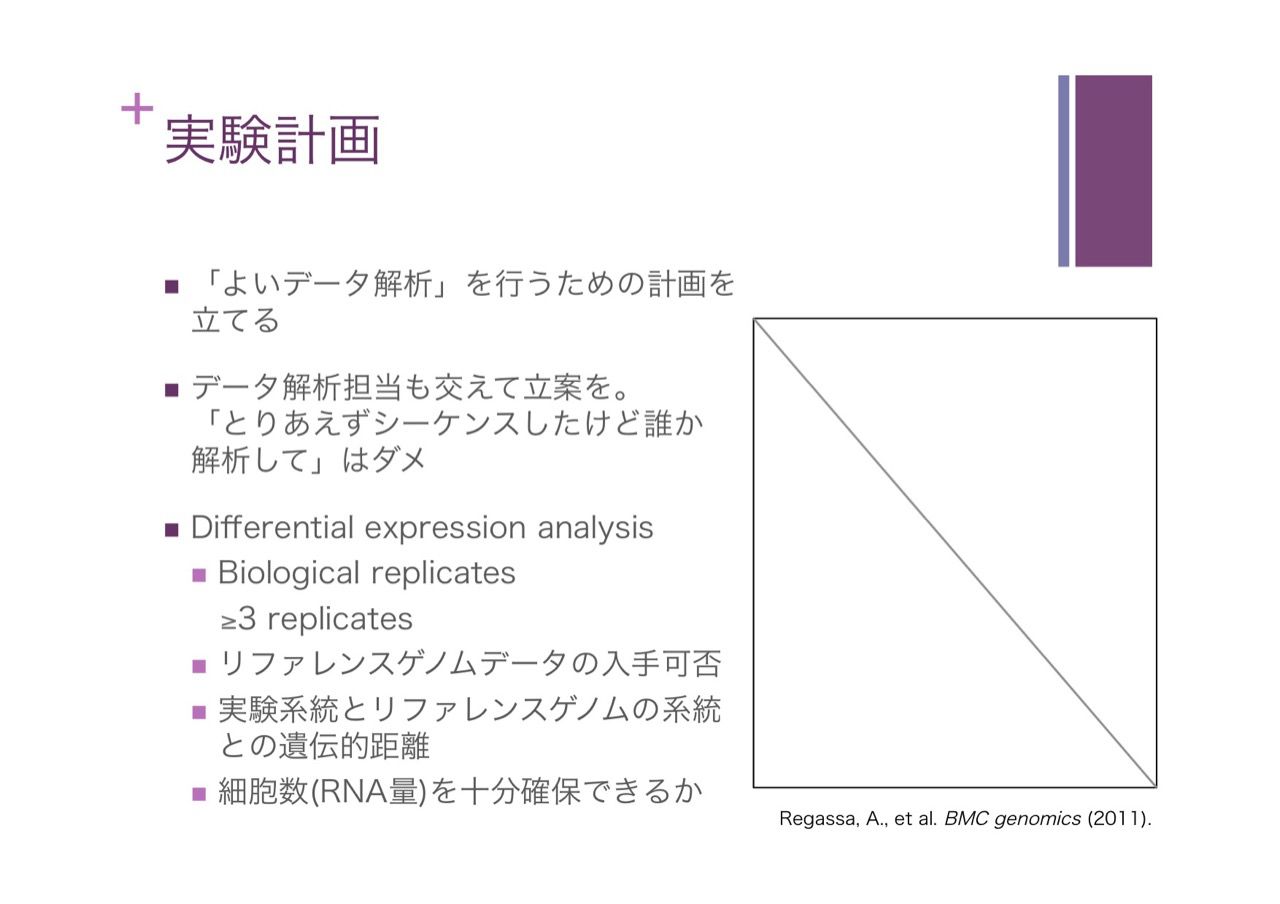 +
実験計画
「よいデータ解析」を行うための計画を
立てる
データ解析担当も交えて立案を。
「とりあえずシーケンスしたけど誰か
解析して」はダメ
Differential expression analysis
Biological replicates
≥3 replicates
リファレンスゲノムデータの入手可否
実験系統とリファレンスゲノムの系統
との遺伝的距離
細胞数(RNA量)を十分確保できるか
Regassa, A., et al. BMC genomics (2011).